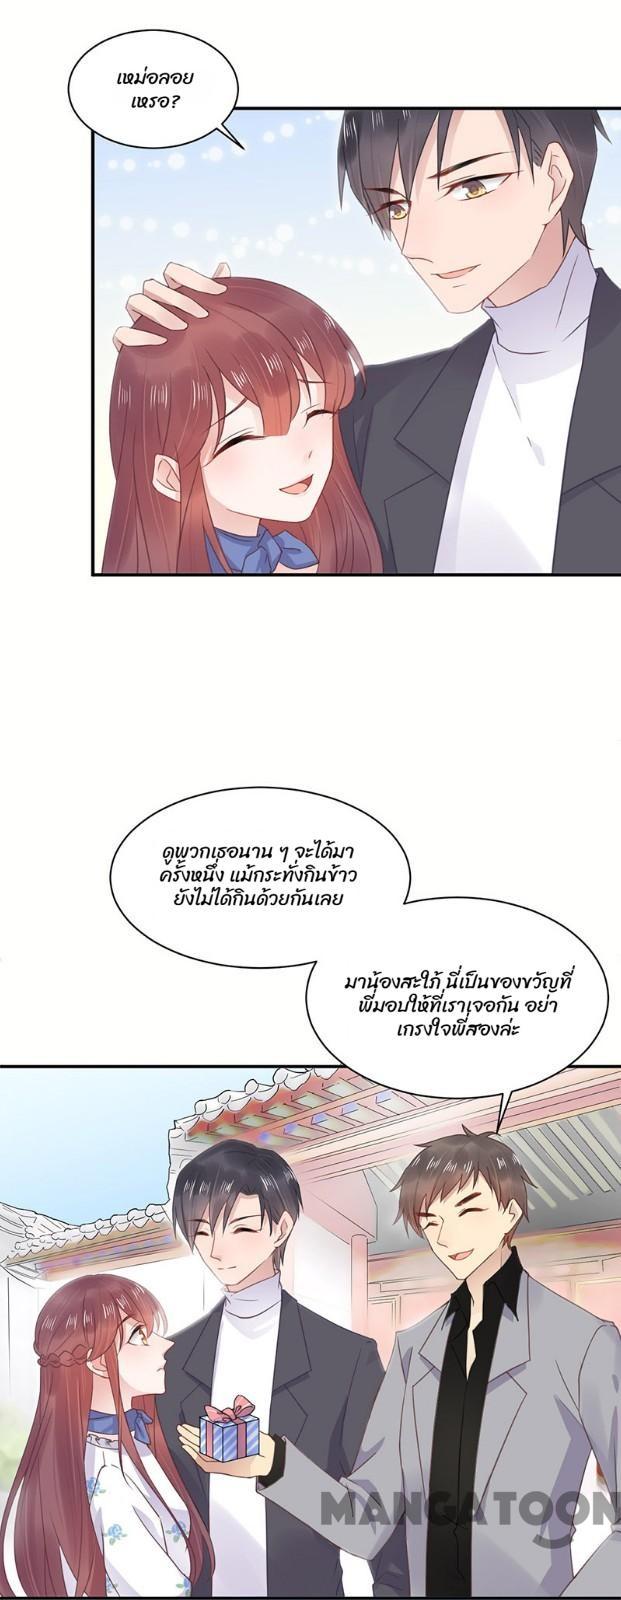 เหม่อลอย
เหรอ?
ดูพวกเธอนาน ๆ จะได้มา
ครั้งหนึ่ง แม้กระทั่งกินข้าว
ยังไม่ได้กินด้วยกันเลย
มาน้องสะใภ้ นี่เป็นของขวัญที่
พี่มอบให้ที่เราเจอกัน อย่า
เกรงใจพี่สองล่ะ
MANGATOON